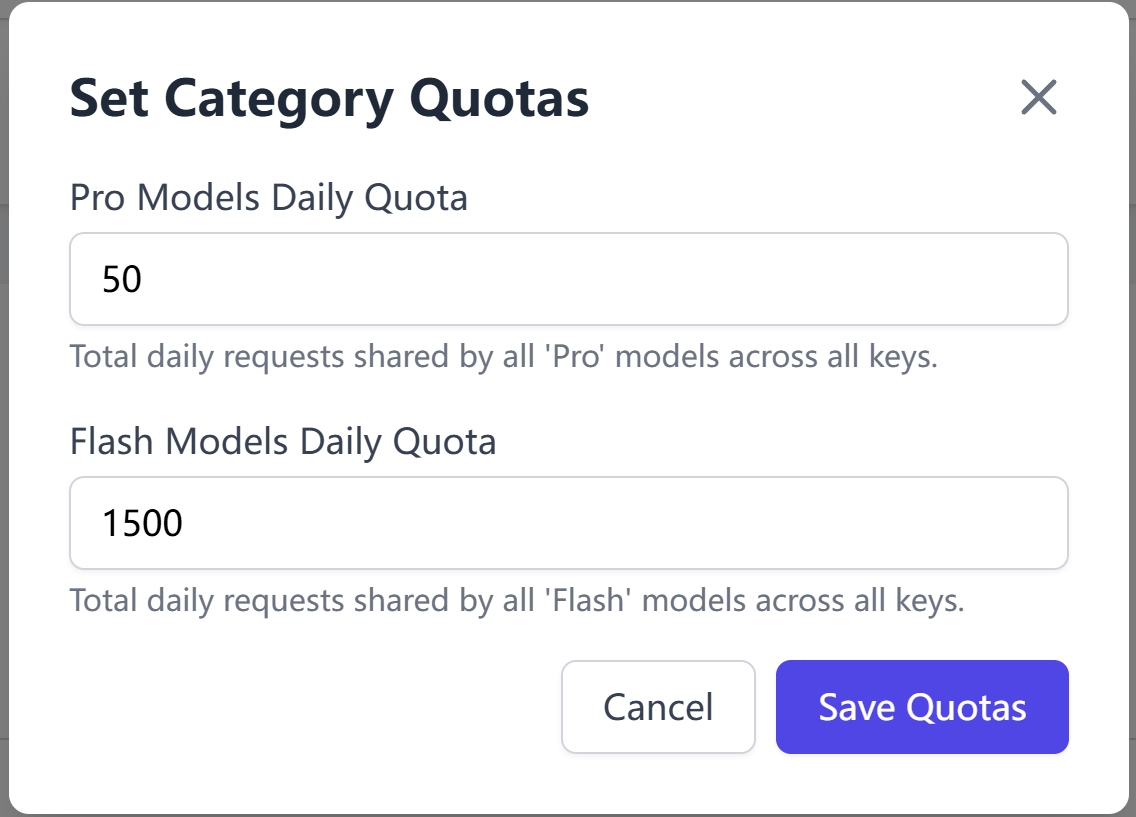 Set Category Quotas
Pro Models Daily Quota
50
Total daily requests shared by all 'Pro' models across all keys.
Flash Models Daily Quota
1500
Total daily requests shared by all 'Flash' models across all keys.
Cancel
Save Quotas